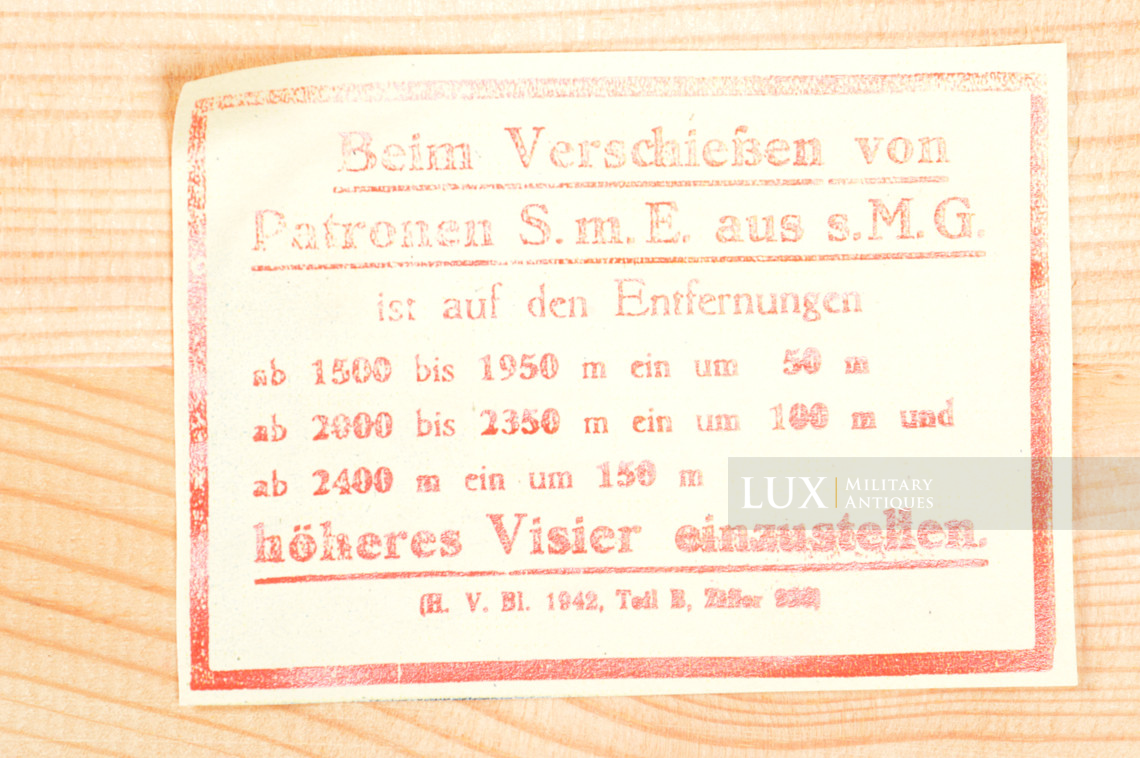 Beim Verschießen von
Patronen S.m.E. aus s.M.G.
ist auf den Entfernungen
ab 1500 bis 1950 m ein um 50 m
ab 2000 bis 2350 m ein um 100 m und
ab 2400 m ein um 150 m
höheres Visier einzustellen.
(H. V. Bl. 1942, Teil B, Ziffer
LUX MILITARY
ANTIQUES